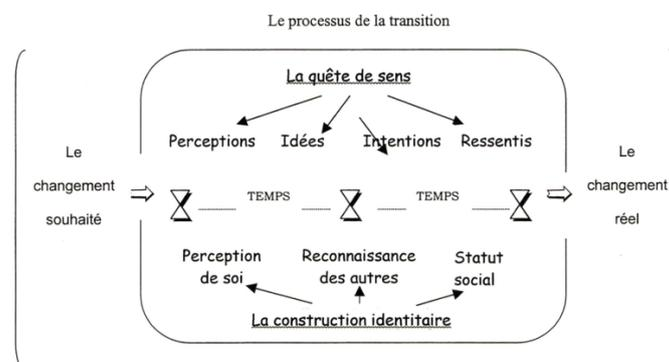 Le processus de la transition
La quête de sens
Perceptions Idées Intentions Ressentis
Le
changement
souhaité
TEMPS TEMPS
Le
changement
réel
Perception
de soi
Reconnaissance
des autres
Statut
social
La construction identitaire